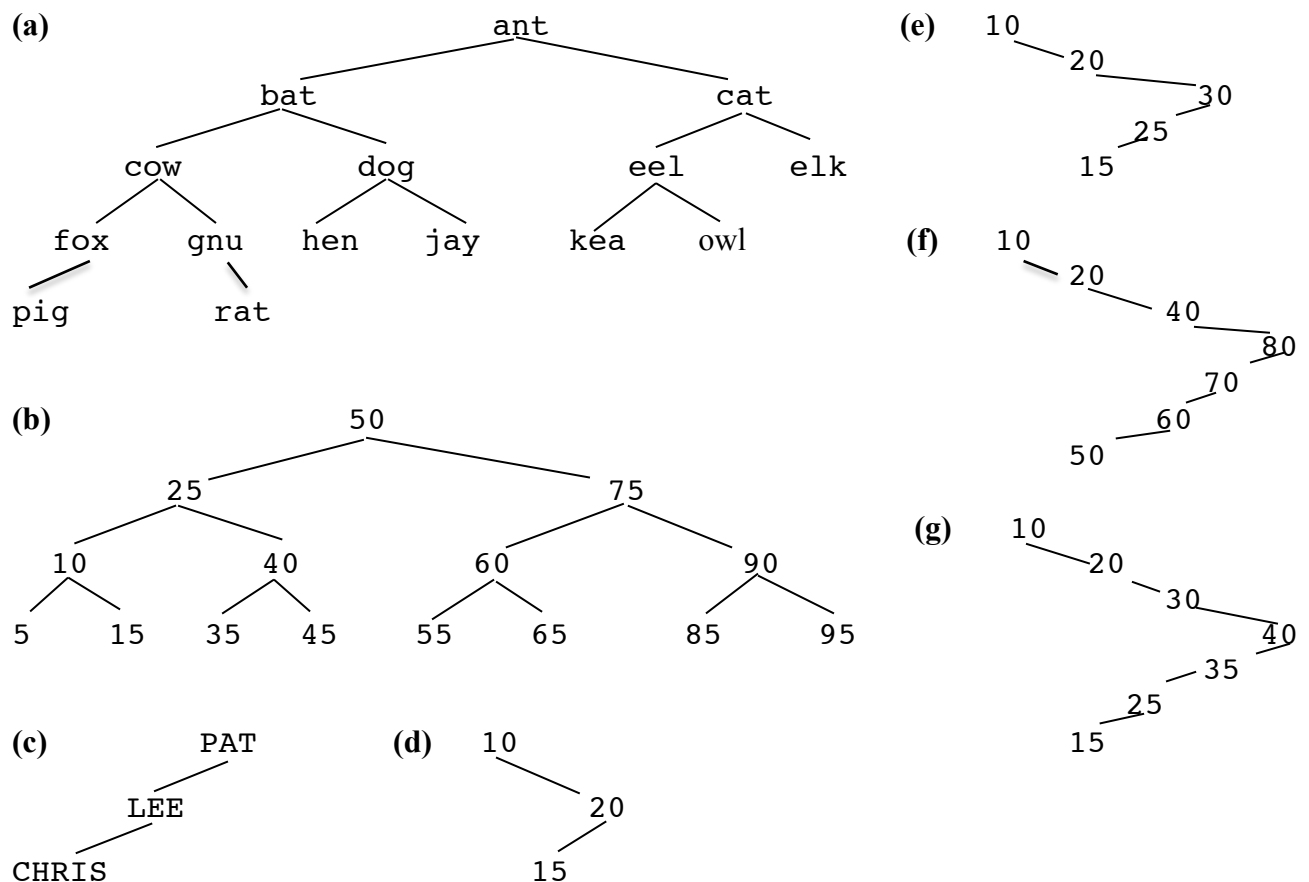 (a) ant
bat cat
cow dog eel elk
fox gnu hen jay kea owl
pig rat
(b) 50
25 75
10 40 60 90
5 15 35 45 55 65 85 95
(c) PAT
LEE
CHRIS
(d) 10
20
15
(e) 10
20
30
25
15
(f) 10
20
40
80
70
60
50
(g) 10
20
30
40
35
25
15